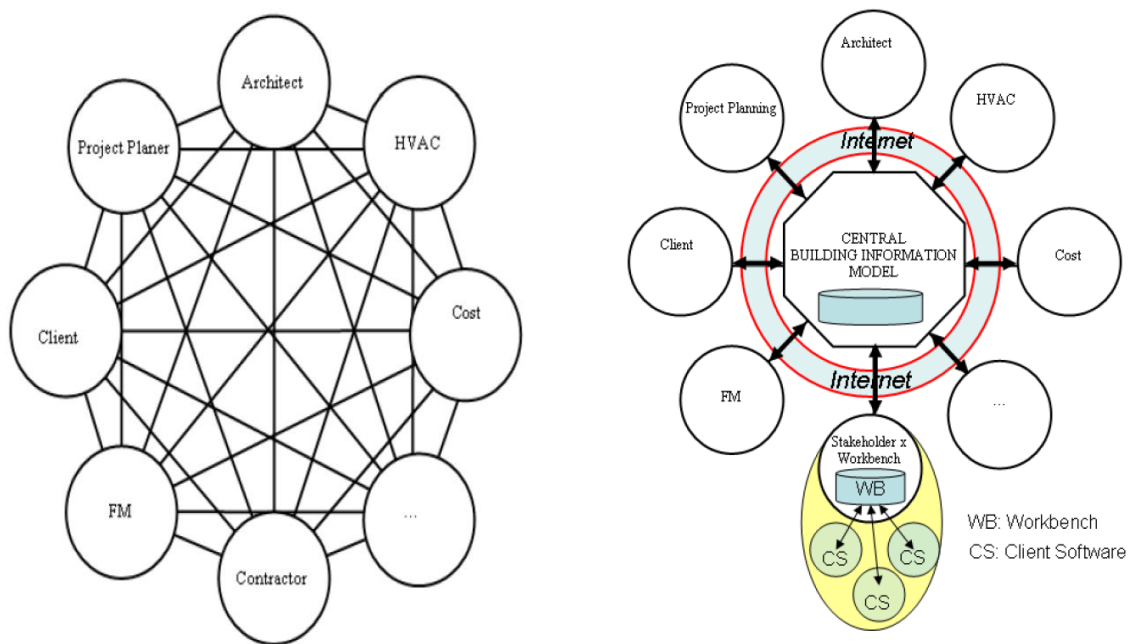 Architect
Project Planer
HVAC
Client
Cost
FM
...
Contractor
Architect
Project Planning
HVAC
Internet
Client
CENTRAL
BUILDING INFORMATION
MODEL
Cost
Internet
FM
...
Stakeholder x
Workbench
WB
CS
CS
CS
WB: Workbench
CS: Client Software